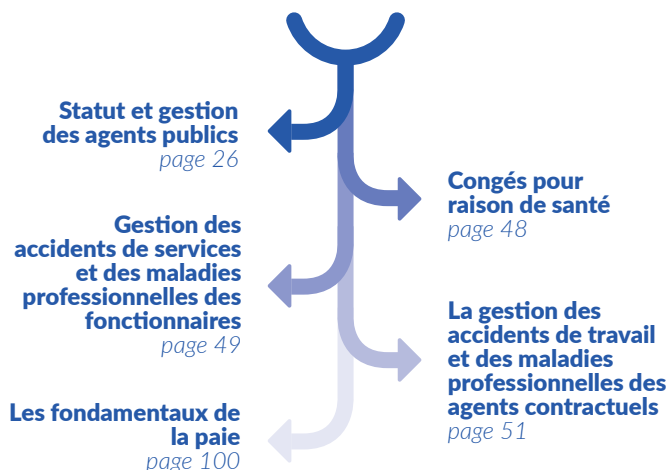 Statut et gestion
des agents publics
page 26
Congés pour
raison de santé
page 48
Gestion des
accidents de services
et des maladies
professionnelles des
fonctionnaires
page 49
La gestion des
accidents de travail
et des maladies
professionnelles des
agents contractuels
page 51
Les fondamentaux de
la paie
page 100